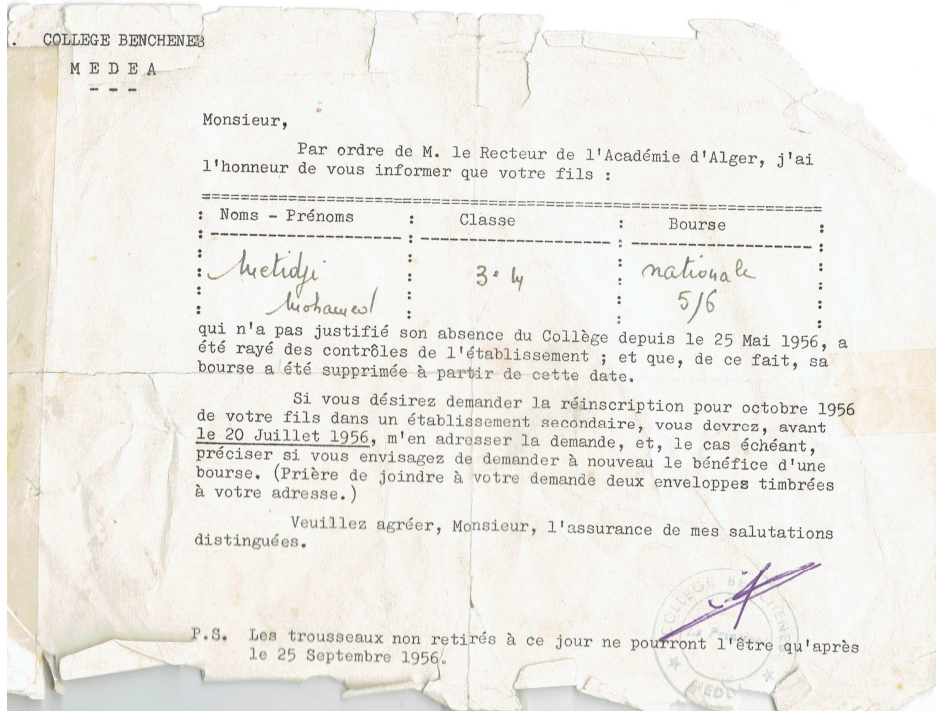 COLLEGE BENCHENEB
M E D E A
- - -
Monsieur,
Par ordre de M. le Recteur de l'Académie d'Alger, j'ai
l'honneur de vous informer que votre fils :
: Noms - Prénoms : Classe : Bourse :
Metidji 3e nationale
Mohamed 5/6
qui n'a pas justifié son absence du Collège depuis le 25 Mai 1956, a
été rayé des contrôles de l'établissement ; et que, de ce fait, sa
bourse a été supprimée à partir de cette date.
Si vous désirez demander la réinscription pour octobre 1956
de votre fils dans un établissement secondaire, vous devrez, avant
le 20 Juillet 1956, m'en adresser la demande, et, le cas échéant,
préciser si vous envisagez de demander à nouveau le bénéfice d'une
bourse. (Prière de joindre à votre demande deux enveloppes timbrées
à votre adresse.)
Veuillez agréer, Monsieur, l'assurance de mes salutations
distinguées.
COLLEGE BENCHENEB
P.S. Les trousseaux non retirés à ce jour ne pourront l'être qu'après
le 25 Septembre 1956.